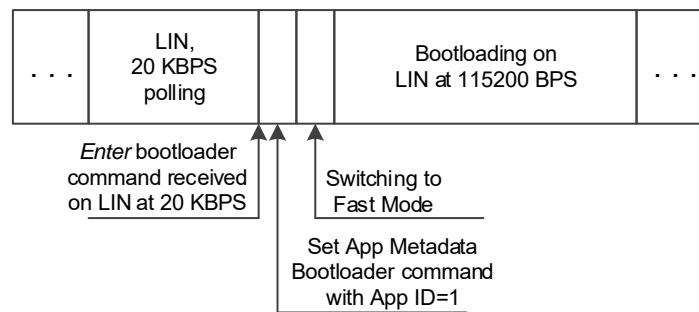 . . .
LIN,
20 KBPS
polling
Bootloading on
LIN at 115200 BPS
. . .
Enter bootloader
command received
on LIN at 20 KBPS
Switching to
Fast Mode
Set App Metadata
Bootloader command
with App ID=1